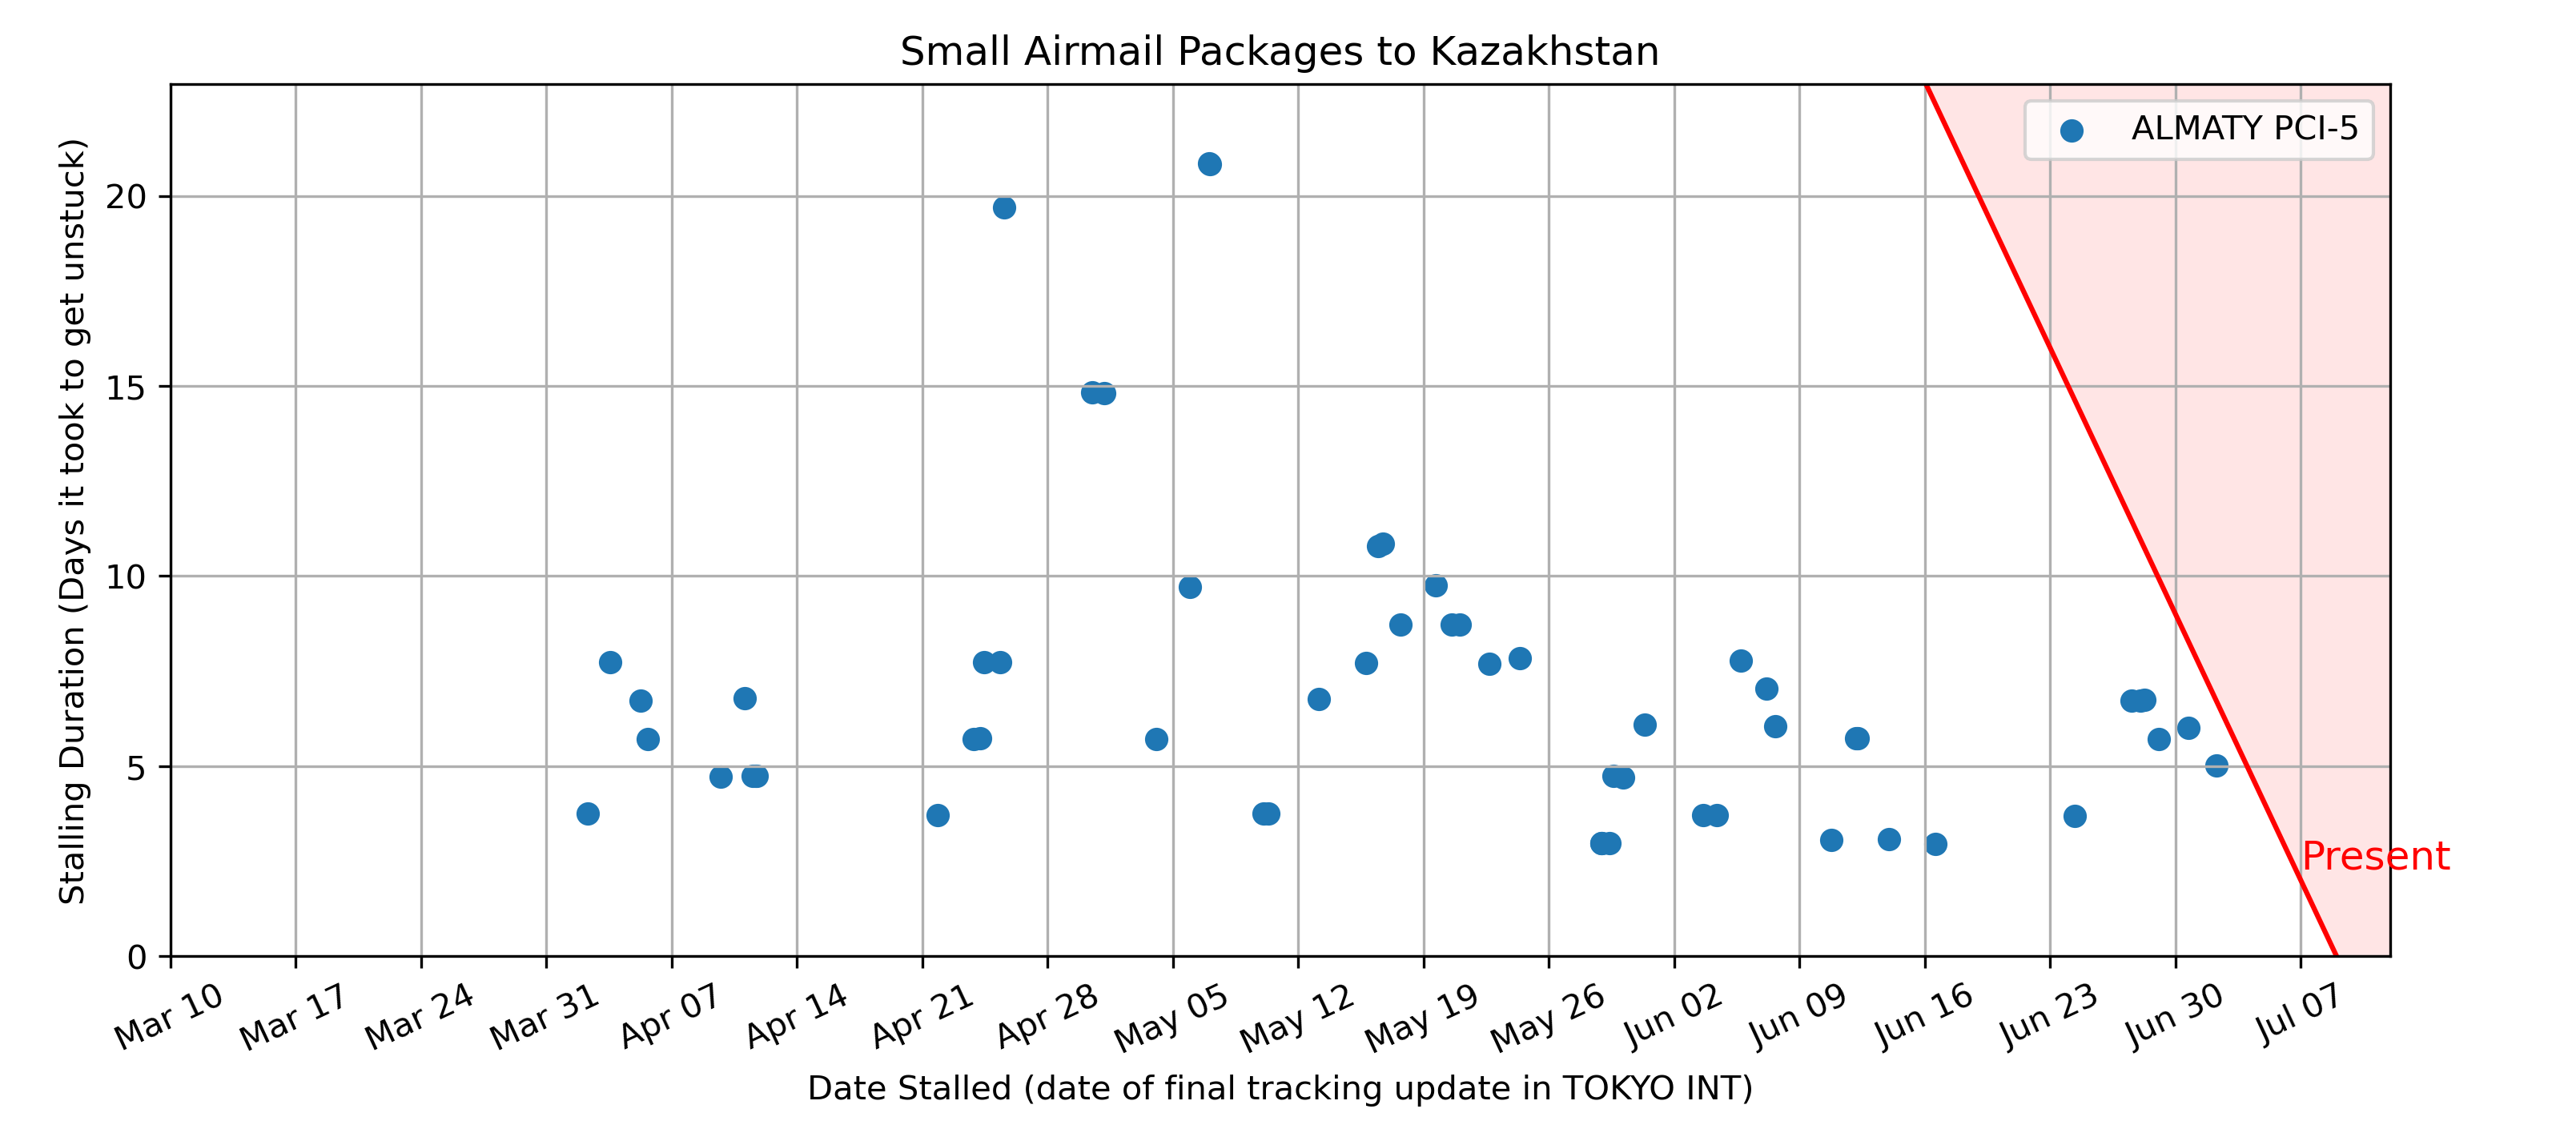 Small Airmail Packages to Kazakhstan
ALMATY PCI-5
Stalling Duration (Days it took to get unstuck)
20
15
10
5
0
Present
Mar 10
Mar 17
Mar 24
Mar 31
Apr 07
Apr 14
Apr 21
Apr 28
May 05
May 12
May 19
May 26
Jun 02
Jun 09
Jun 16
Jun 23
Jun 30
Jul 07
Date Stalled (date of final tracking update in TOKYO INT)